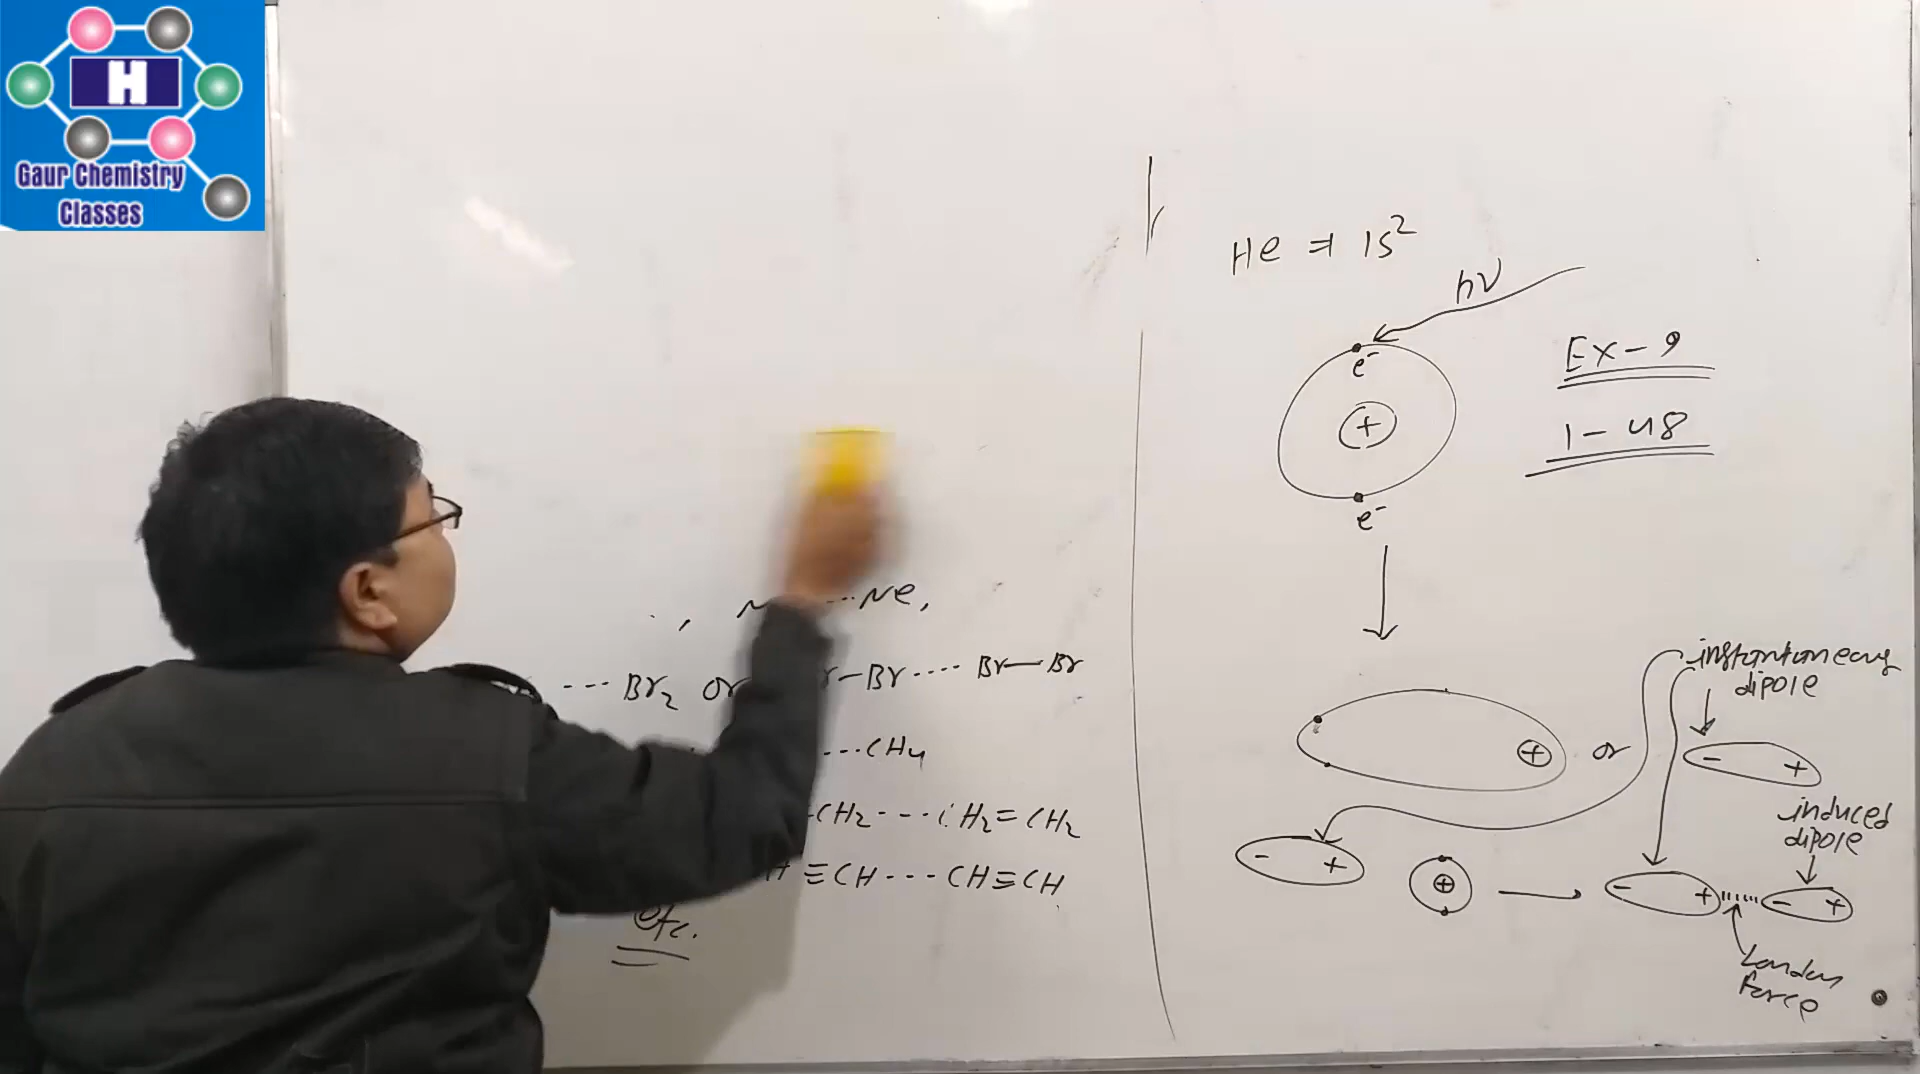 H
Gaur Chemistry
Classes
Ne,
--- Br₂ or Br---- Br—Br
---CH₄
CH₂---CH₂=CH₂
≡CH---CH≡CH
etc.
He ⇒ 1s²
hν
e⁻
+
e⁻
Ex-9
1-48
+
or
instantaneous
dipole
- +
induced
dipole
- +
+
- +
- +
London
force